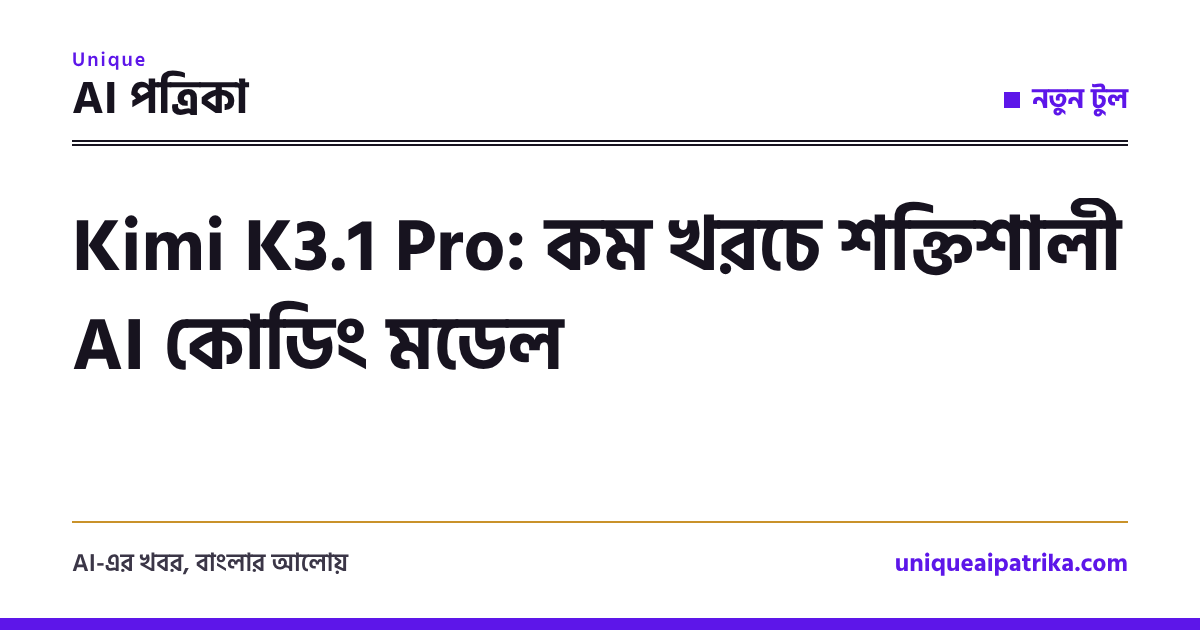 Unique
AI পত্রিকা
নতুন টুল
Kimi K3.1 Pro: কম খরচে শক্তিশালী
AI কোডিং মডেল
AI-এর খবর, বাংলার আলোয়
uniqueaipatrika.com